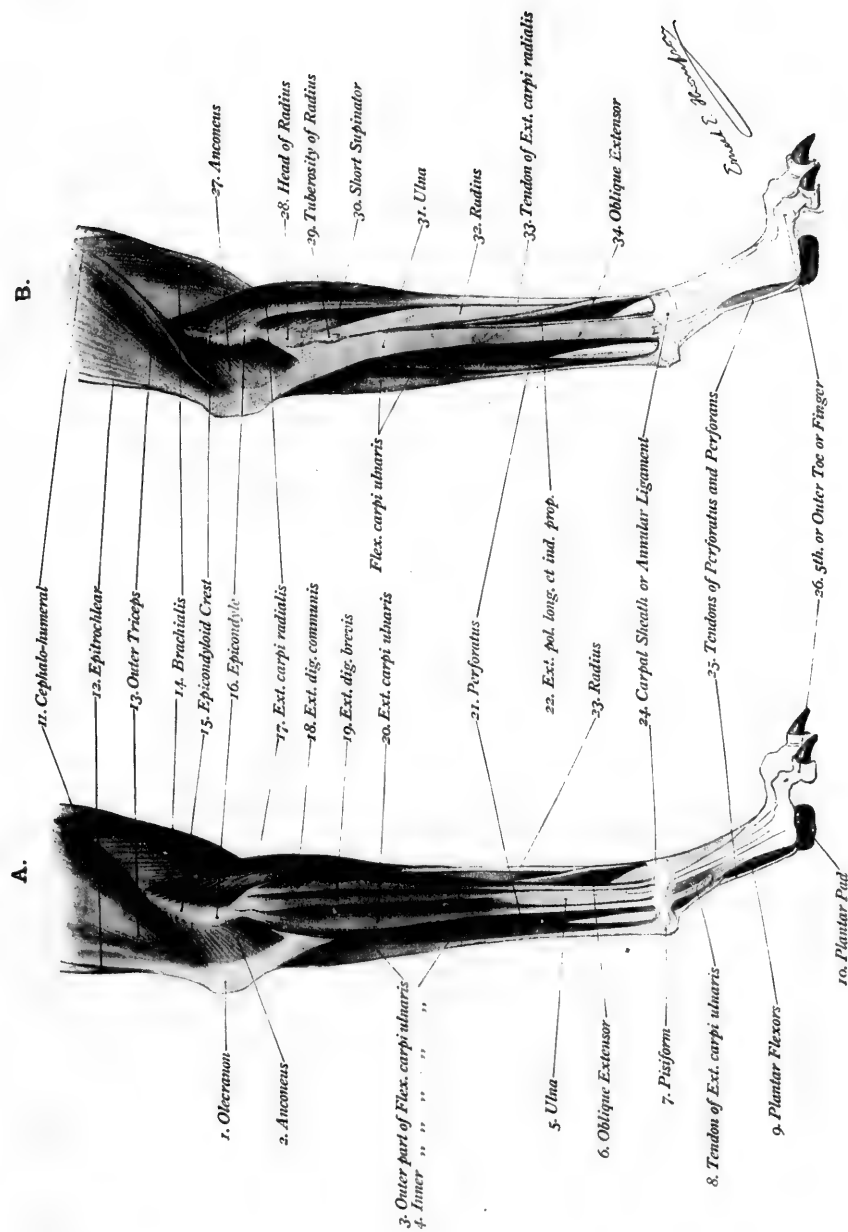 A.
B.
1. Olecranon
2. Anconeus
3. Outer part of Flex. carpi ulnaris
4. Inner „ „ „ „ „
5. Ulna
6. Oblique Extensor
7. Pisiform
8. Tendon of Ext. carpi ulnaris
9. Plantar Flexors
10. Plantar Pad
11. Cephalo-humeral
12. Epitrochlear
13. Outer Triceps
14. Brachialis
15. Epicondyloid Crest
16. Epicondyle
17. Ext. carpi radialis
18. Ext. dig. communis
19. Ext. dig. brevis
20. Ext. carpi ulnaris
Flex. carpi ulnaris
21. Perforatus
22. Ext. pol. long. et ind. prop.
23. Radius
24. Carpal Sheath or Annular Ligament
25. Tendons of Perforatus and Perforans
26. 5th. or Outer Toe or Finger
27. Anconeus
28. Head of Radius
29. Tuberosity of Radius
30. Short Supinator
31. Ulna
32. Radius
33. Tendon of Ext. carpi radialis
34. Oblique Extensor